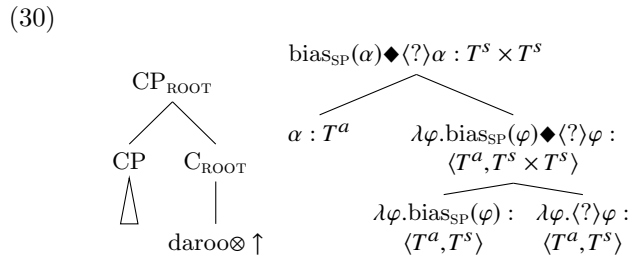 (30)
bias_SP(α)◆⟨?⟩α : T^s × T^s
CP_ROOT
α : T^a
λφ.bias_SP(φ)◆⟨?⟩φ :
⟨T^a, T^s × T^s⟩
CP
C_ROOT
λφ.bias_SP(φ) :
⟨T^a, T^s⟩
λφ.⟨?⟩φ :
⟨T^a, T^s⟩
daroo⊗ ↑